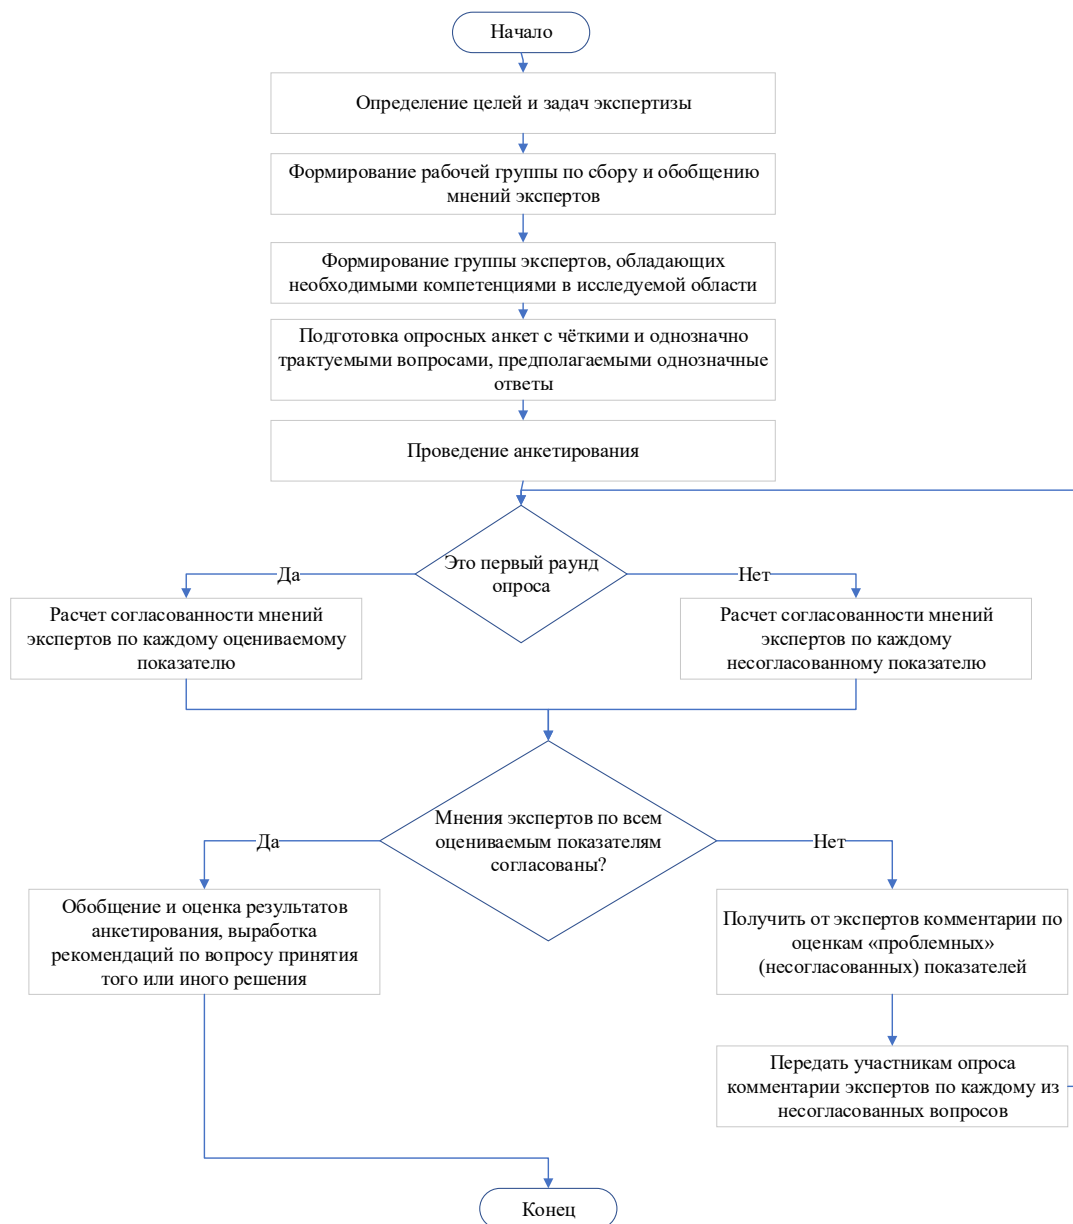 Начало
Определение целей и задач экспертизы
Формирование рабочей группы по сбору и обобщению
мнений экспертов
Формирование группы экспертов, обладающих
необходимыми компетенциями в исследуемой области
Подготовка опросных анкет с чёткими и однозначно
трактуемыми вопросами, предполагаемыми однозначные
ответы
Проведение анкетирования
Это первый раунд
опроса
Да
Нет
Расчет согласованности мнений
экспертов по каждому оцениваемому
показателю
Расчет согласованности мнений
экспертов по каждому
несогласованному показателю
Мнения экспертов по всем
оцениваемым показателям
согласованы?
Да
Нет
Обобщение и оценка результатов
анкетирования, выработка
рекомендаций по вопросу принятия
того или иного решения
Получить от экспертов комментарии по
оценкам «проблемных»
(несогласованных) показателей
Передать участникам опроса
комментарии экспертов по каждому из
несогласованных вопросов
Конец